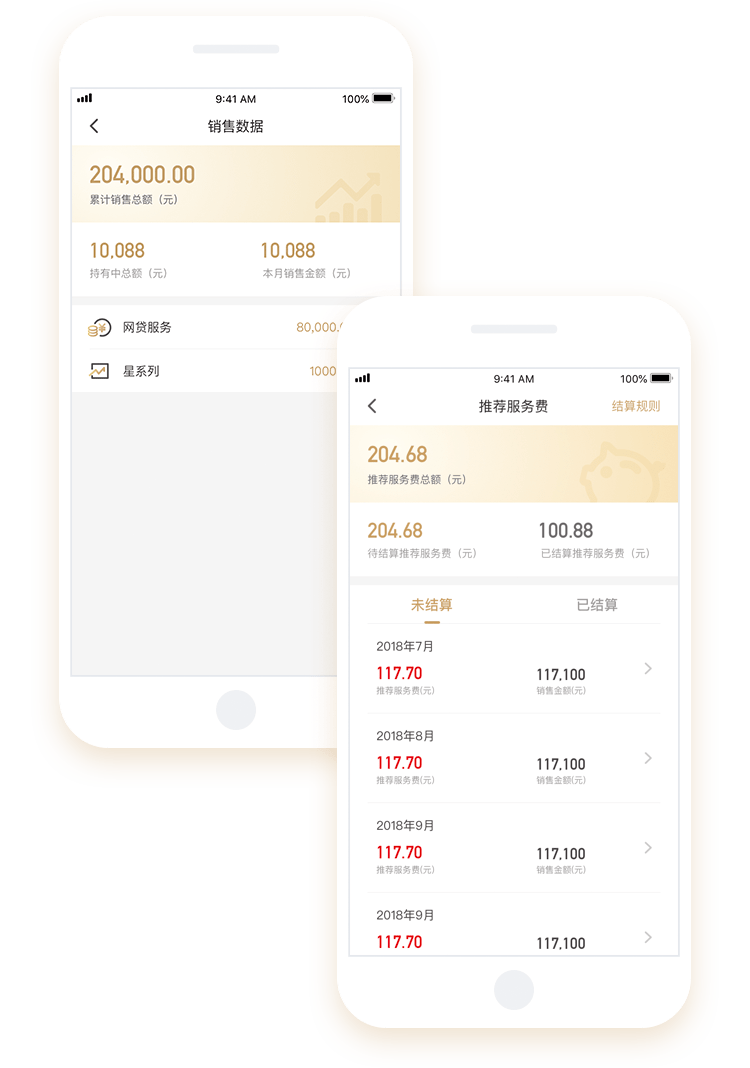 9:41 AM 100%
销售数据
204,000.00
累计销售总额（元）
10,088 10,088
持有中总额（元） 本月销售金额（元）
网贷服务 80,000.
星系列 1000
9:41 AM 100%
推荐服务费 结算规则
204.68
推荐服务费总额（元）
204.68 100.88
待结算推荐服务费（元） 已结算推荐服务费（元）
未结算 已结算
2018年7月
117.70 117,100
推荐服务费(元) 销售金额(元)
2018年8月
117.70 117,100
推荐服务费(元) 销售金额(元)
2018年9月
117.70 117,100
推荐服务费(元) 销售金额(元)
2018年9月
117.70 117,100